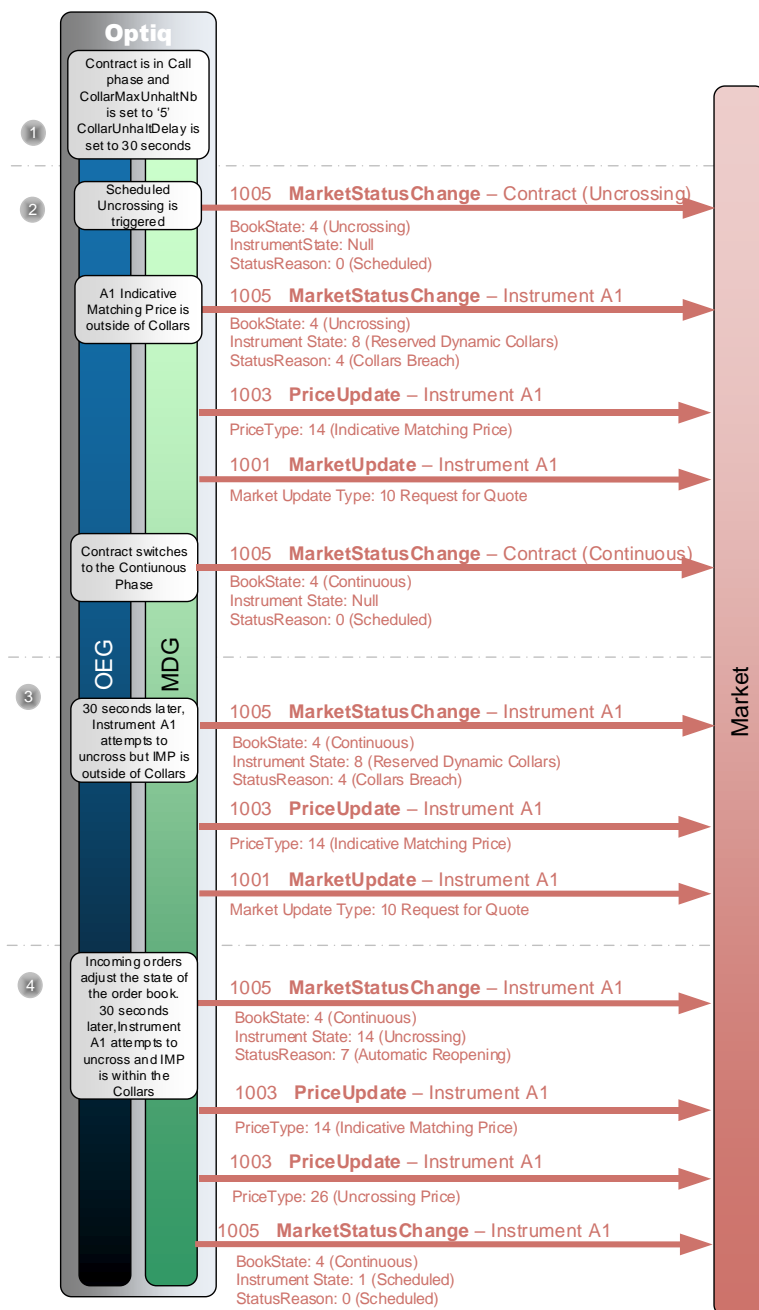 Optiq
Contract is in Call
phase and
CollarMaxUnhaltNb
is set to ‘5’
CollarUnhaltDelay is
set to 30 seconds
1
2
Scheduled
Uncrossing is
triggered
1005 MarketStatusChange – Contract (Uncrossing)
BookState: 4 (Uncrossing)
InstrumentState: Null
StatusReason: 0 (Scheduled)
A1 Indicative
Matching Price is
outside of Collars
1005 MarketStatusChange – Instrument A1
BookState: 4 (Uncrossing)
Instrument State: 8 (Reserved Dynamic Collars)
StatusReason: 4 (Collars Breach)
1003 PriceUpdate – Instrument A1
PriceType: 14 (Indicative Matching Price)
1001 MarketUpdate – Instrument A1
Market Update Type: 10 Request for Quote
Contract switches
to the Contiunous
Phase
1005 MarketStatusChange – Contract (Continuous)
BookState: 4 (Continuous)
Instrument State: Null
StatusReason: 0 (Scheduled)
OEG
MDG
Market
3
30 seconds later,
Instrument A1
attempts to
uncross but IMP is
outside of Collars
1005 MarketStatusChange – Instrument A1
BookState: 4 (Continuous)
Instrument State: 8 (Reserved Dynamic Collars)
StatusReason: 4 (Collars Breach)
1003 PriceUpdate – Instrument A1
PriceType: 14 (Indicative Matching Price)
1001 MarketUpdate – Instrument A1
Market Update Type: 10 Request for Quote
4
Incoming orders
adjust the state of
the order book.
30 seconds
later,Instrument
A1 attempts to
uncross and IMP
is within the
Collars
1005 MarketStatusChange – Instrument A1
BookState: 4 (Continuous)
Instrument State: 14 (Uncrossing)
StatusReason: 7 (Automatic Reopening)
1003 PriceUpdate – Instrument A1
PriceType: 14 (Indicative Matching Price)
1003 PriceUpdate – Instrument A1
PriceType: 26 (Uncrossing Price)
1005 MarketStatusChange – Instrument A1
BookState: 4 (Continuous)
Instrument State: 1 (Scheduled)
StatusReason: 0 (Scheduled)